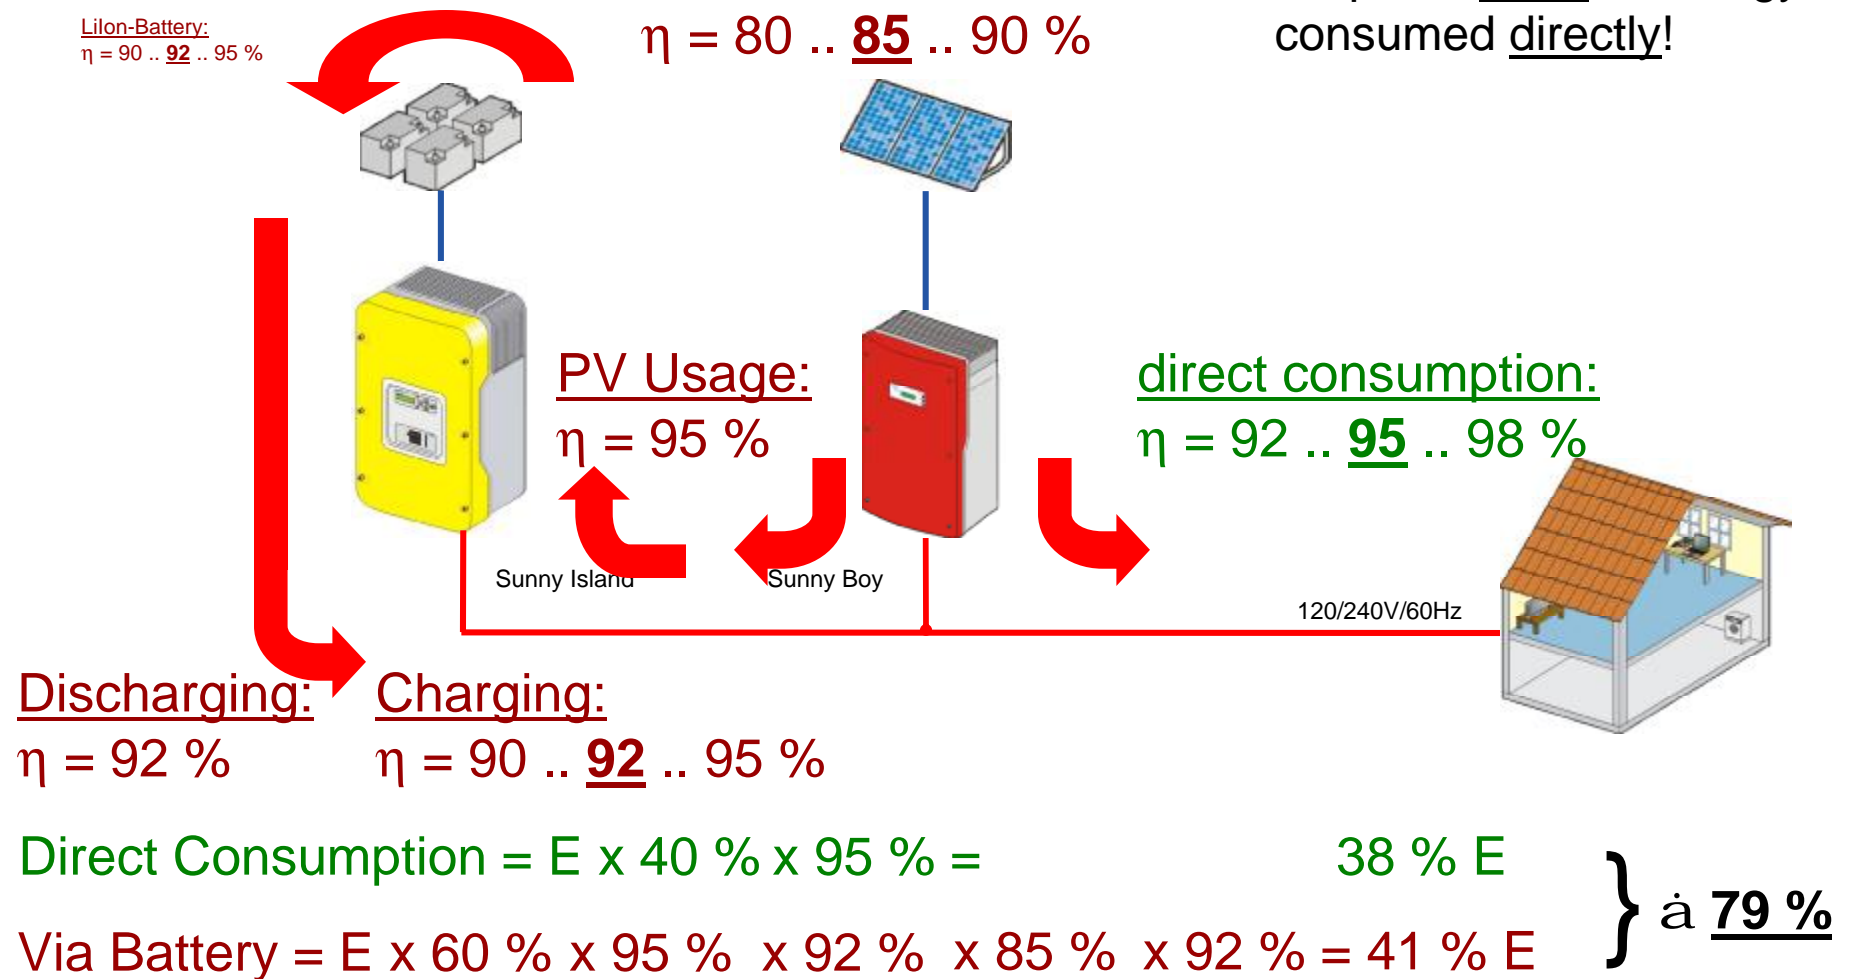 LiIon-Battery:
η = 90 .. 92 .. 95 %
η = 80 .. 85 .. 90 %
consumed directly!
PV Usage:
η = 95 %
direct consumption:
η = 92 .. 95 .. 98 %
Sunny Island
Sunny Boy
120/240V/60Hz
Discharging:
η = 92 %
Charging:
η = 90 .. 92 .. 95 %
Direct Consumption = E x 40 % x 95 % = 38 % E
Via Battery = E x 60 % x 95 % x 92 % x 85 % x 92 % = 41 % E
} à 79 %